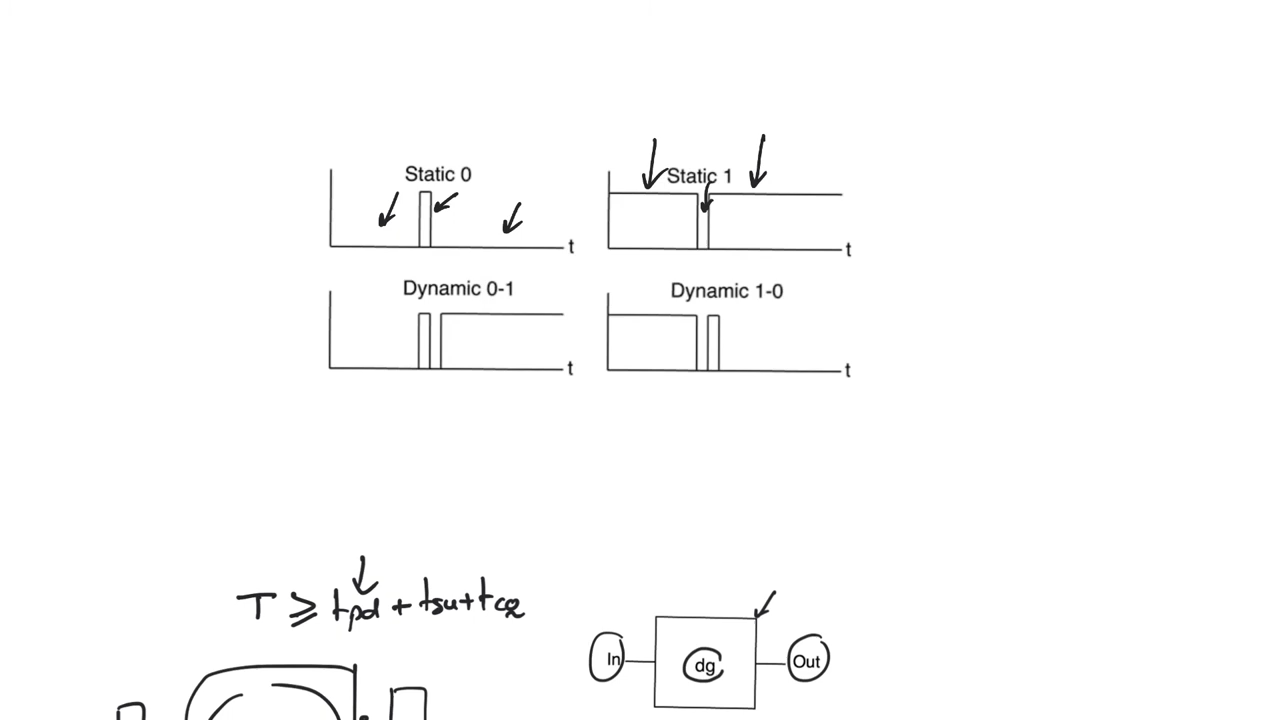 Static 0 Static 1
t t
Dynamic 0-1 Dynamic 1-0
t t
T ≥ tpd + tsu + tcq
In dg Out